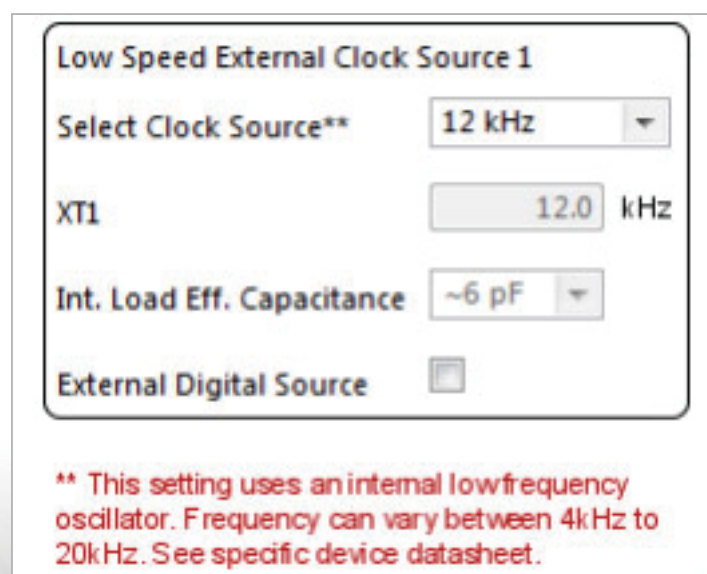 Low Speed External Clock Source 1
Select Clock Source** 12 kHz
XT1 12.0 kHz
Int. Load Eff. Capacitance ~6 pF
External Digital Source
** This setting uses an internal low frequency
oscillator. Frequency can vary between 4kHz to
20kHz. See specific device datasheet.